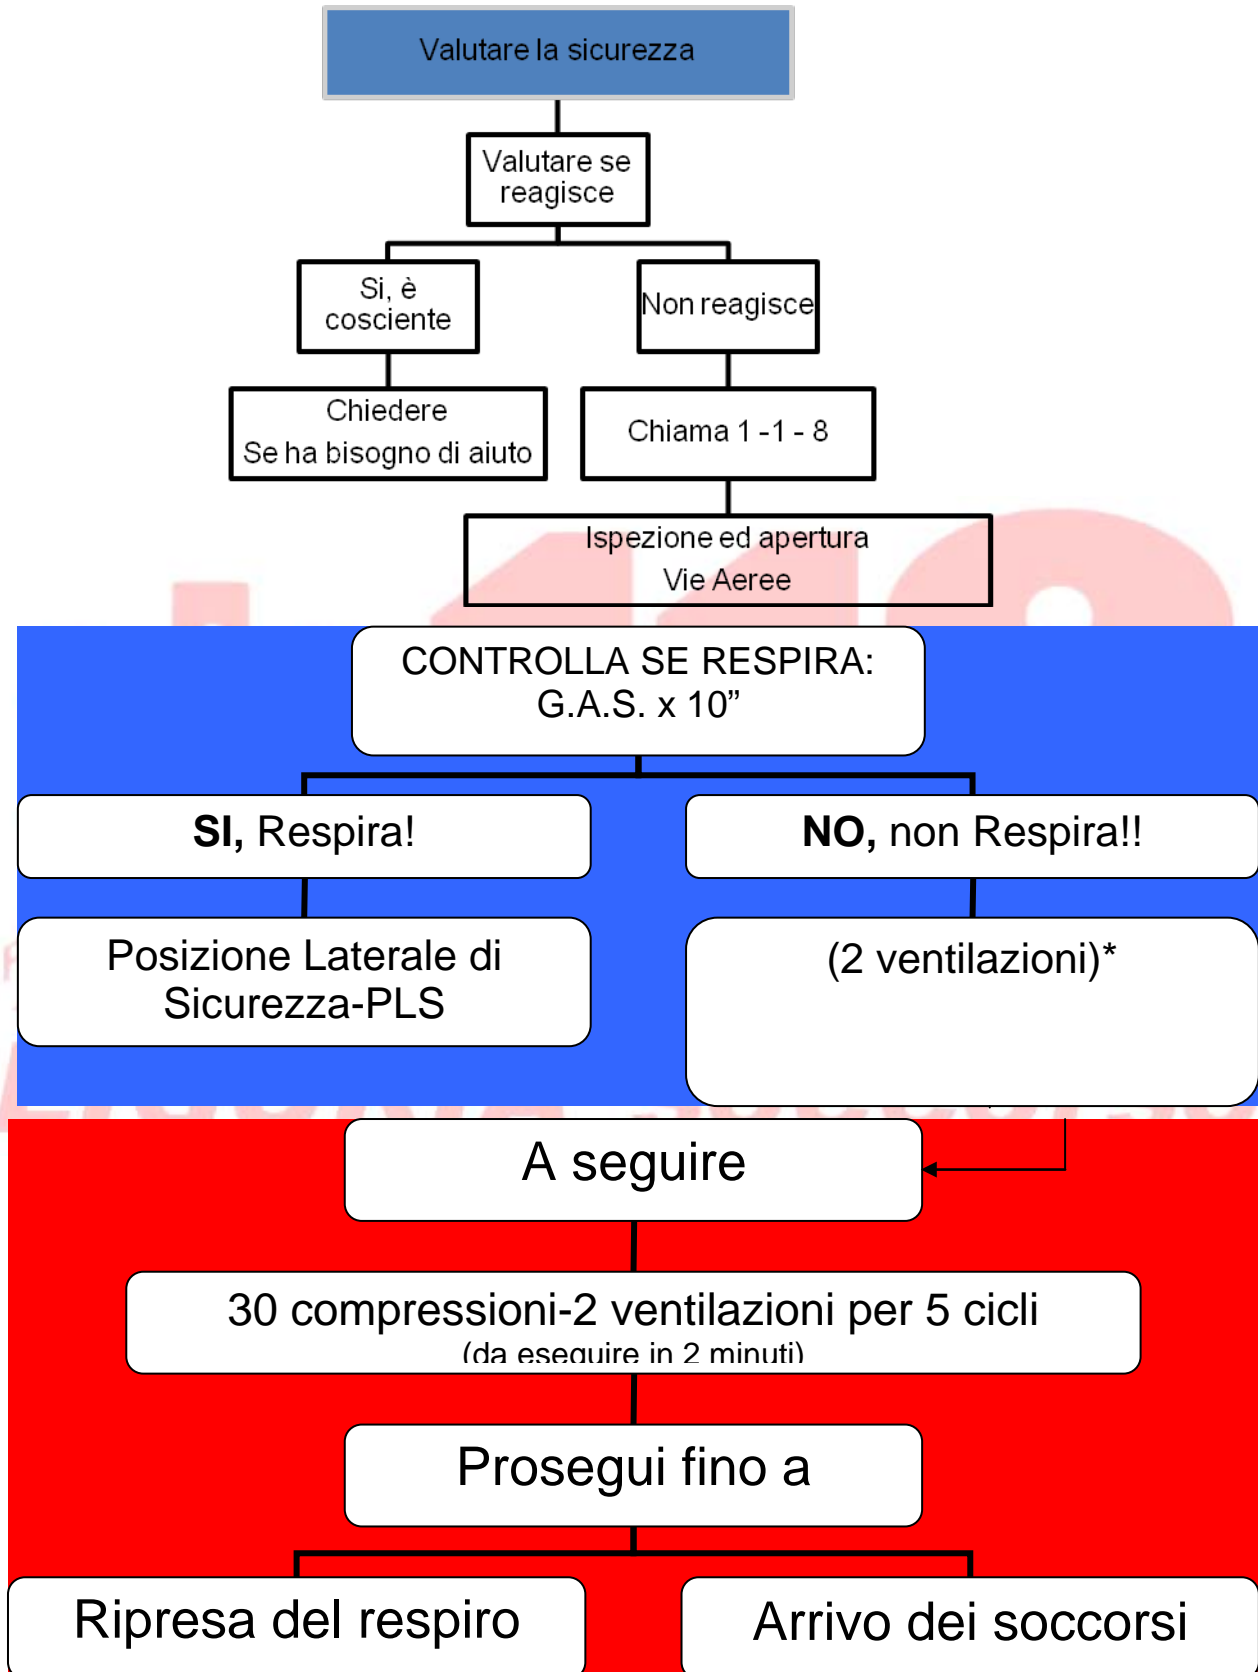 Valutare la sicurezza
Valutare se
reagisce
Si, è
cosciente
Non reagisce
Chiedere
Se ha bisogno di aiuto
Chiama 1 -1 - 8
Ispezione ed apertura
Vie Aeree
CONTROLLA SE RESPIRA:
G.A.S. x 10”
SI, Respira!
NO, non Respira!!
Posizione Laterale di
Sicurezza-PLS
(2 ventilazioni)*
A seguire
30 compressioni-2 ventilazioni per 5 cicli
(da eseguire in 2 minuti)
Prosegui fino a
Ripresa del respiro
Arrivo dei soccorsi